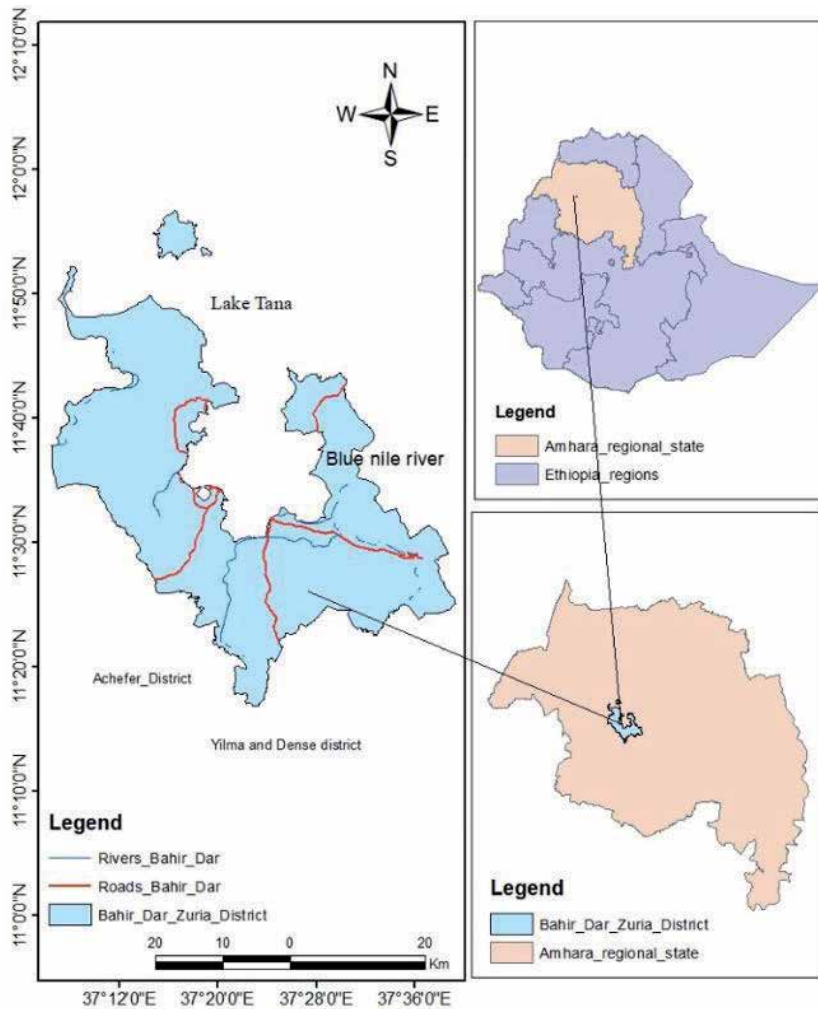 12°10'0"N
12°0'0"N
11°50'0"N
11°40'0"N
11°30'0"N
11°20'0"N
11°10'0"N
11°0'0"N
N
W E
S
Lake Tana
Blue nile river
Achefer_District
Yilma and Dense district
Legend
Rivers_Bahir_Dar
Roads_Bahir_Dar
Bahir_Dar_Zuria_District
20 10 0 20
Km
37°12'0"E 37°20'0"E 37°28'0"E 37°36'0"E
Legend
Amhara_regional_state
Ethiopia_regions
Legend
Bahir_Dar_Zuria_District
Amhara_regional_state